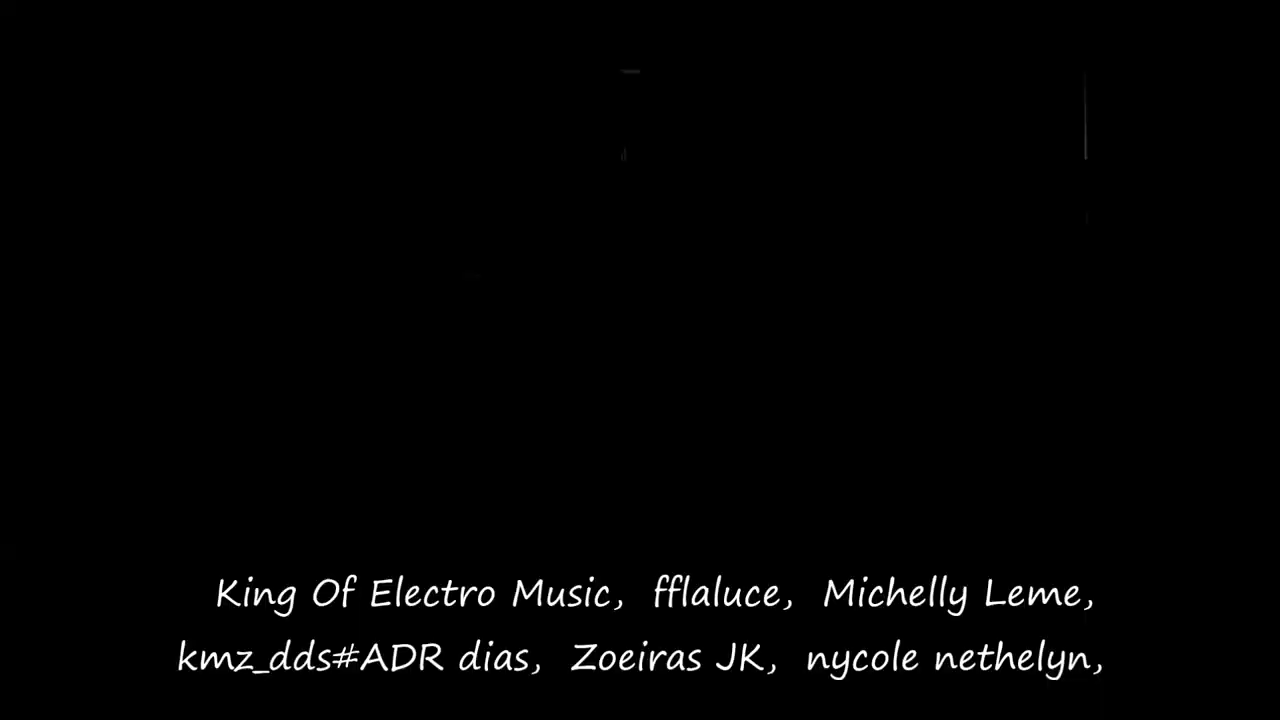 King Of Electro Music, fflaluce, Michelly Leme,
kmz_dds#ADR dias, Zoeiras JK, nycole nethelyn,